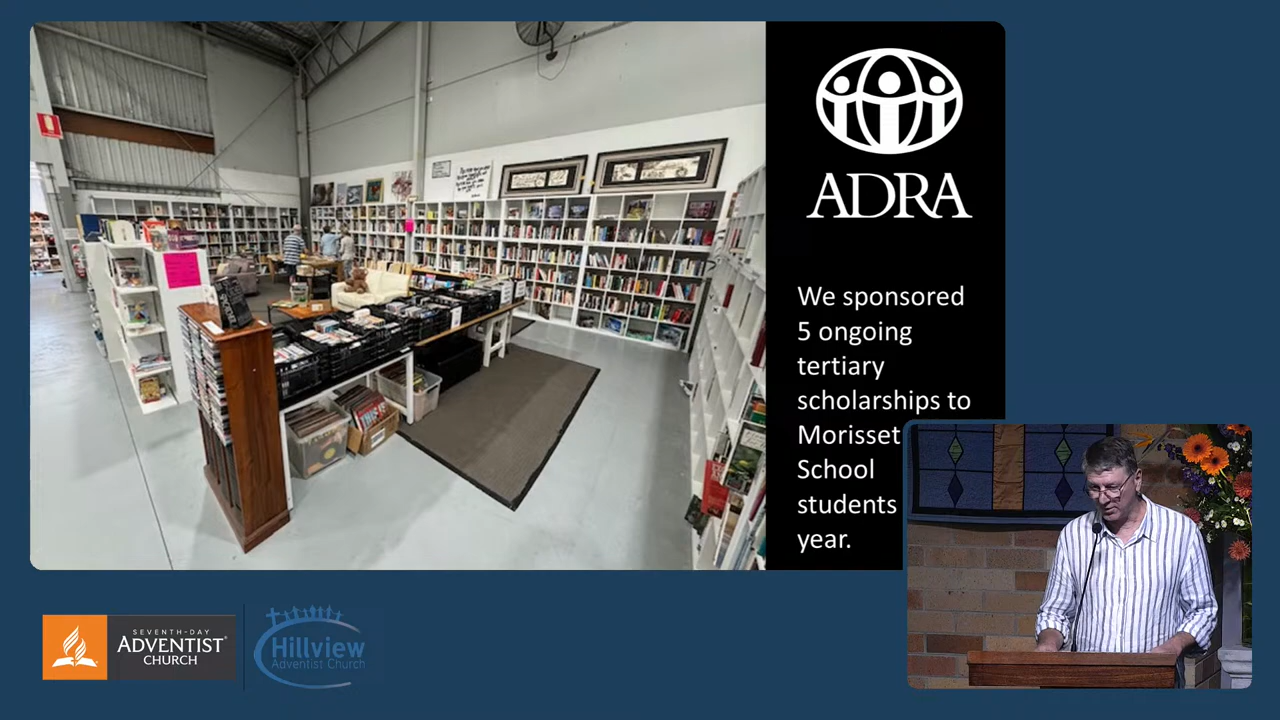 ADRA
We sponsored
5 ongoing
tertiary
scholarships to
Morisset
School
students
year.
SEVENTH-DAY
ADVENTIST
CHURCH
Hillview
Adventist Church